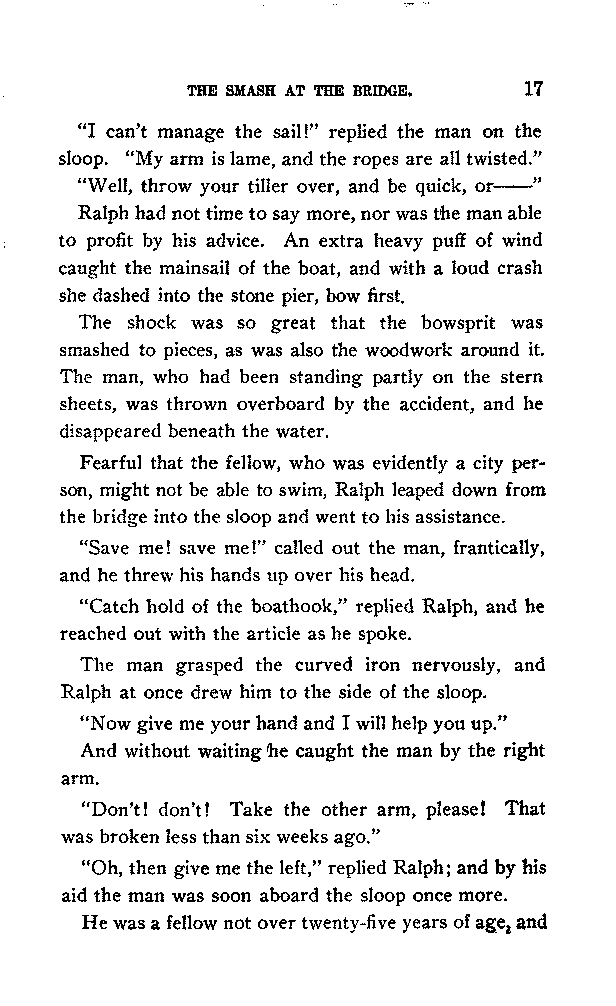 THE SMASH AT THE BRIDGE. 17
"I can't manage the sail!" replied the man on the
sloop. "My arm is lame, and the ropes are all twisted."
"Well, throw your tiller over, and be quick, or——"
Ralph had not time to say more, nor was the man able
to profit by his advice. An extra heavy puff of wind
caught the mainsail of the boat, and with a loud crash
she dashed into the stone pier, bow first.
The shock was so great that the bowsprit was
smashed to pieces, as was also the woodwork around it.
The man, who had been standing partly on the stern
sheets, was thrown overboard by the accident, and he
disappeared beneath the water.
Fearful that the fellow, who was evidently a city per-
son, might not be able to swim, Ralph leaped down from
the bridge into the sloop and went to his assistance.
"Save me! save me!" called out the man, frantically,
and he threw his hands up over his head.
"Catch hold of the boathook," replied Ralph, and he
reached out with the article as he spoke.
The man grasped the curved iron nervously, and
Ralph at once drew him to the side of the sloop.
"Now give me your hand and I will help you up."
And without waiting he caught the man by the right
arm.
"Don't! don't! Take the other arm, please! That
was broken less than six weeks ago."
"Oh, then give me the left," replied Ralph; and by his
aid the man was soon aboard the sloop once more.
He was a fellow not over twenty-five years of age, and